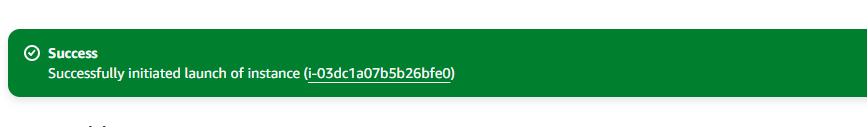 Success
Successfully initiated launch of instance (i-03dc1a07b5b26bfe0)